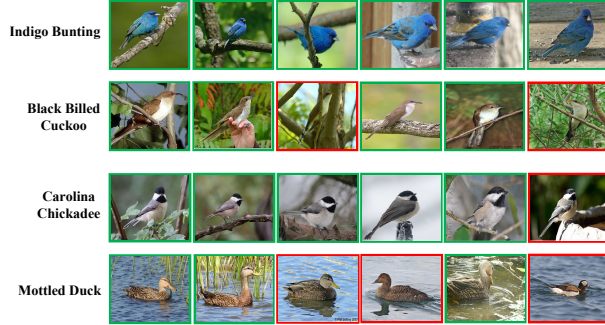 Indigo Bunting
Black Billed
Cuckoo
Carolina
Chickadee
Mottled Duck